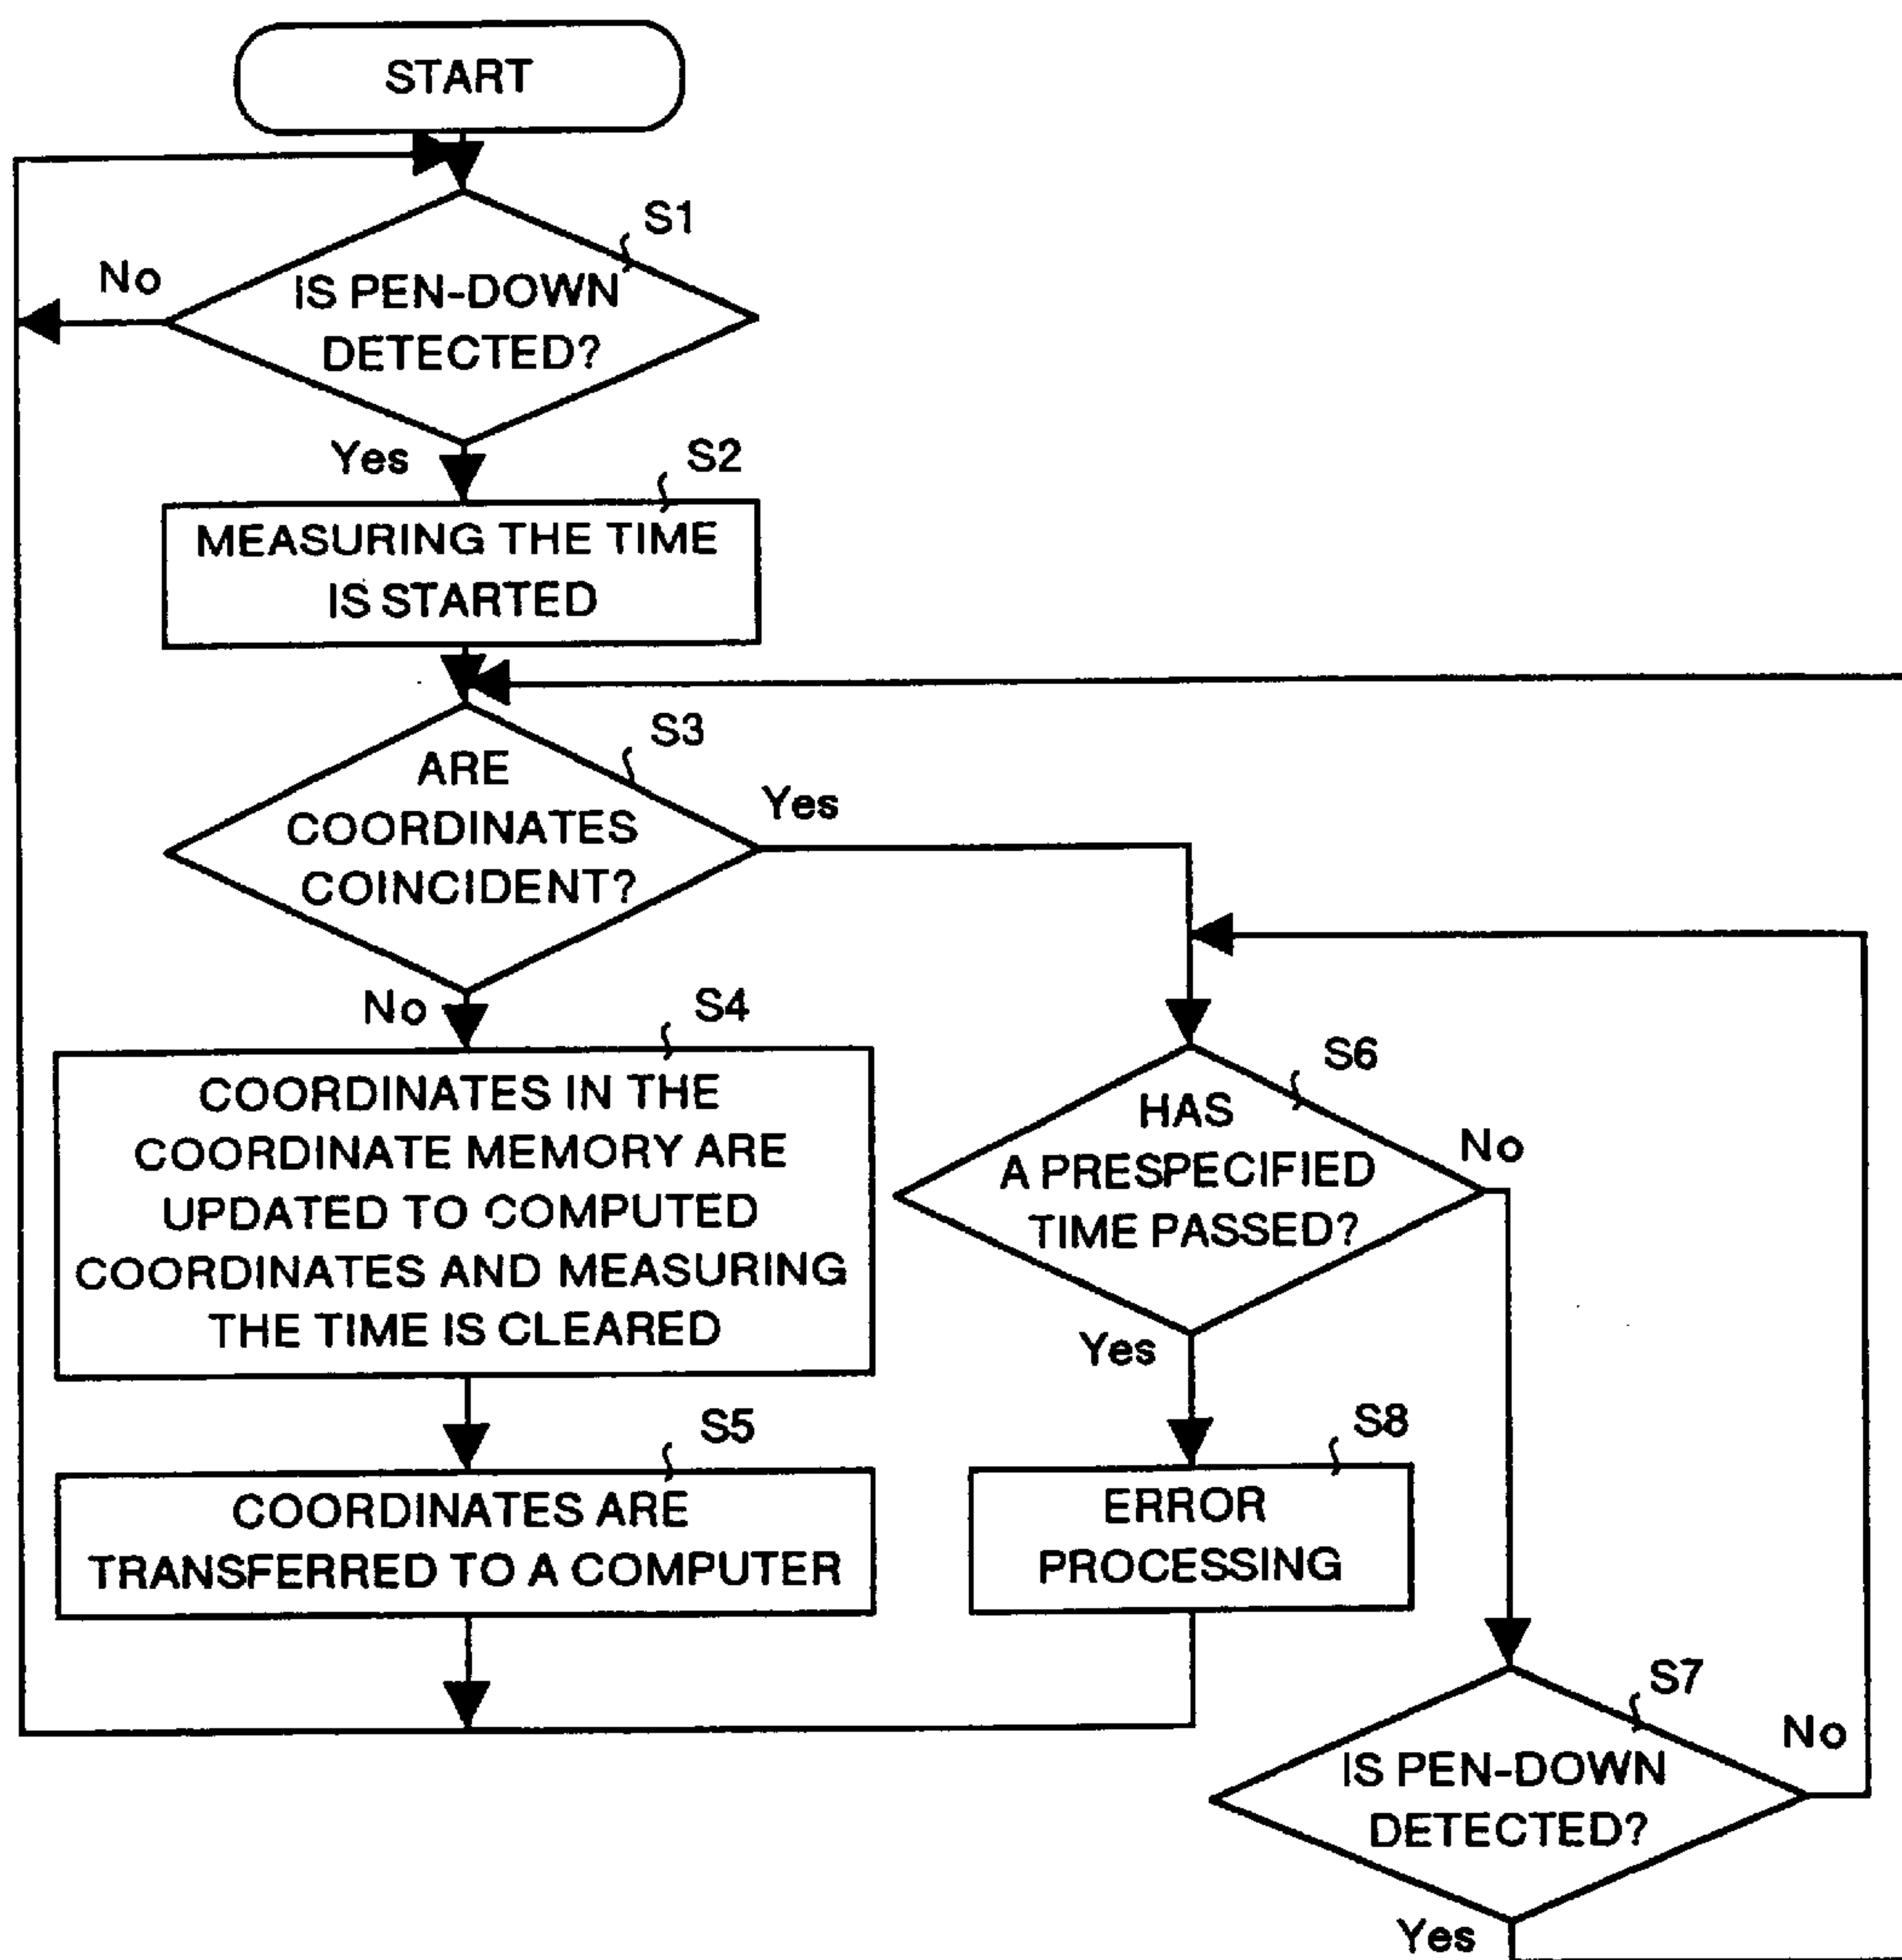 START
S1
No
IS PEN-DOWN
DETECTED?
Yes
S2
MEASURING THE TIME
IS STARTED
S3
ARE
COORDINATES
COINCIDENT?
Yes
No
S4
COORDINATES IN THE
COORDINATE MEMORY ARE
UPDATED TO COMPUTED
COORDINATES AND MEASURING
THE TIME IS CLEARED
S6
HAS
A PRESPECIFIED
TIME PASSED?
No
Yes
S5
COORDINATES ARE
TRANSFERRED TO A COMPUTER
S8
ERROR
PROCESSING
S7
IS PEN-DOWN
DETECTED?
No
Yes